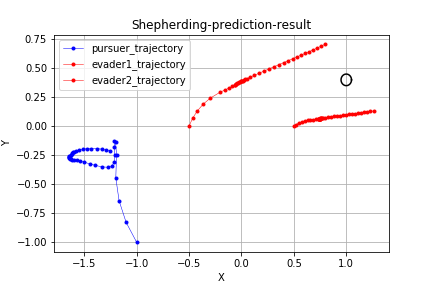 Shepherding-prediction-result
pursuer_trajectory
evader1_trajectory
evader2_trajectory
Y
0.75
0.50
0.25
0.00
−0.25
−0.50
−0.75
−1.00
−1.5
−1.0
−0.5
0.0
0.5
1.0
X